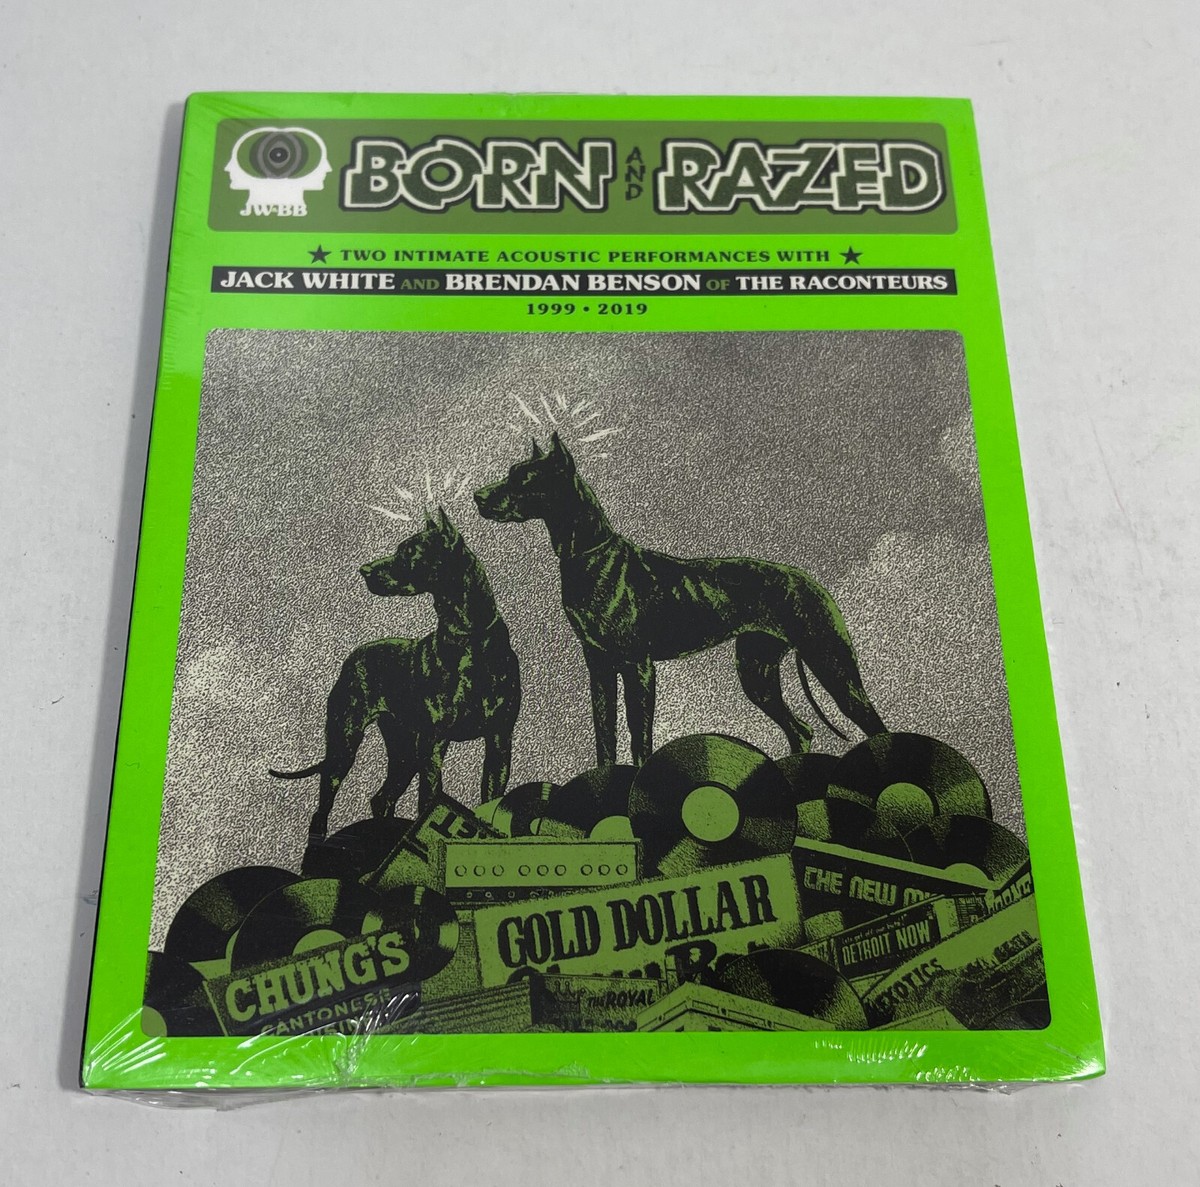 JW-BB
BORN AND RAZED
TWO INTIMATE ACOUSTIC PERFORMANCES WITH
JACK WHITE AND BRENDAN BENSON OF THE RACONTEURS
1999 • 2019
THE NEW
GOLD DOLLAR
DETROIT NOW
CHUNG'S
CANTONESE
EXOTICS
THE ROYAL